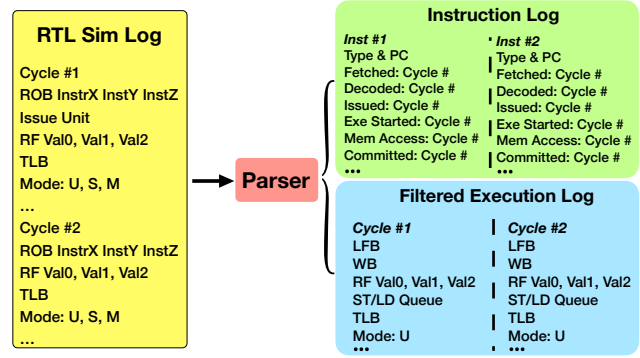 RTL Sim Log
Cycle #1
ROB InstrX InstY InstZ
Issue Unit
RF Val0, Val1, Val2
TLB
Mode: U, S, M
...
Cycle #2
ROB InstrX InstY InstZ
RF Val0, Val1, Val2
TLB
Mode: U, S, M
...
Parser
Instruction Log
Inst #1
Type & PC
Fetched: Cycle #
Decoded: Cycle #
Issued: Cycle #
Exe Started: Cycle #
Mem Access: Cycle #
Committed: Cycle #
...
Inst #2
Type & PC
Fetched: Cycle #
Decoded: Cycle #
Issued: Cycle #
Exe Started: Cycle #
Mem Access: Cycle #
Committed: Cycle #
...
Filtered Execution Log
Cycle #1
LFB
WB
RF Val0, Val1, Val2
ST/LD Queue
TLB
Mode: U
...
Cycle #2
LFB
WB
RF Val0, Val1, Val2
ST/LD Queue
TLB
Mode: U
...